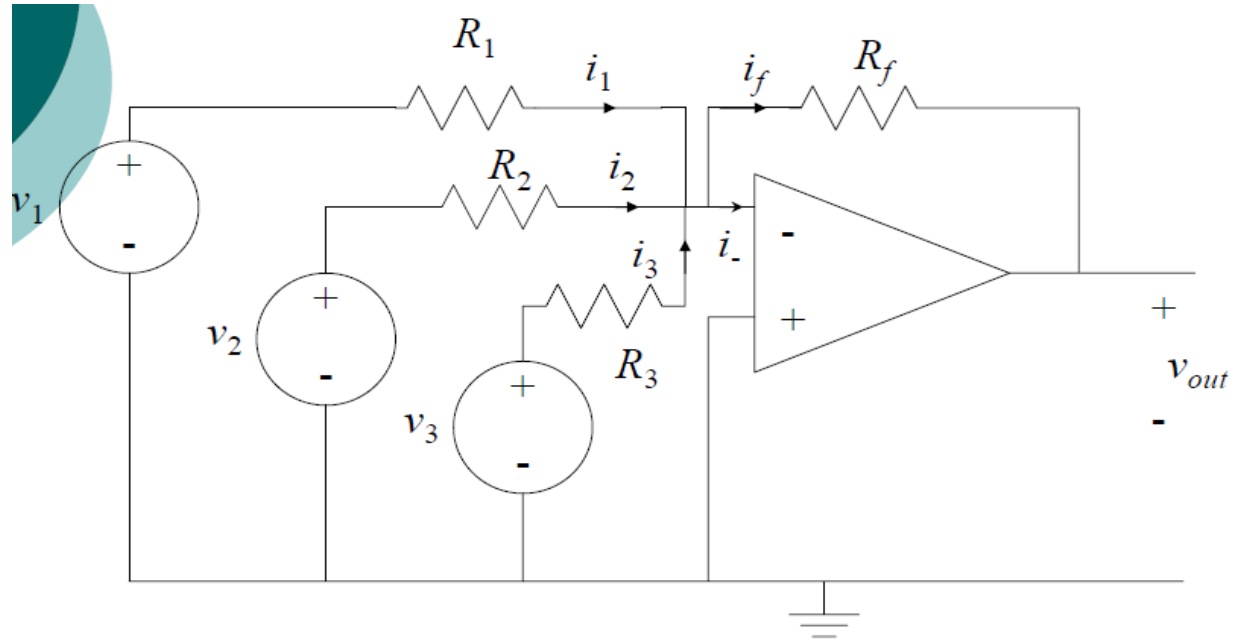 R1
i1
if
Rf
+
v1
-
R2
i2
i3
i-
-
+
+
v2
-
R3
+
v3
-
+
vout
-